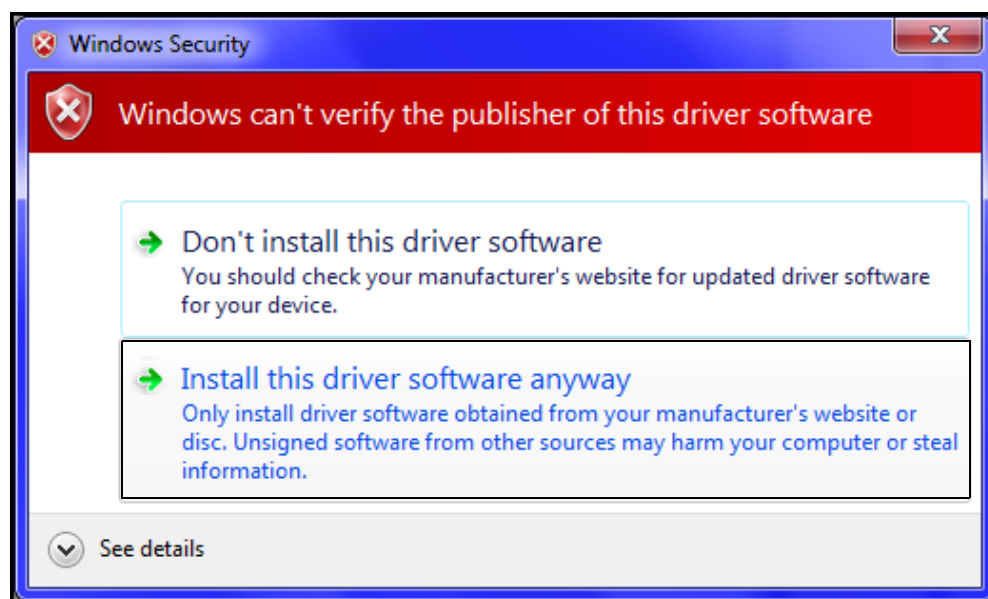 Windows Security
Windows can't verify the publisher of this driver software
Don't install this driver software
You should check your manufacturer's website for updated driver software
for your device.
Install this driver software anyway
Only install driver software obtained from your manufacturer's website or
disc. Unsigned software from other sources may harm your computer or steal
information.
See details